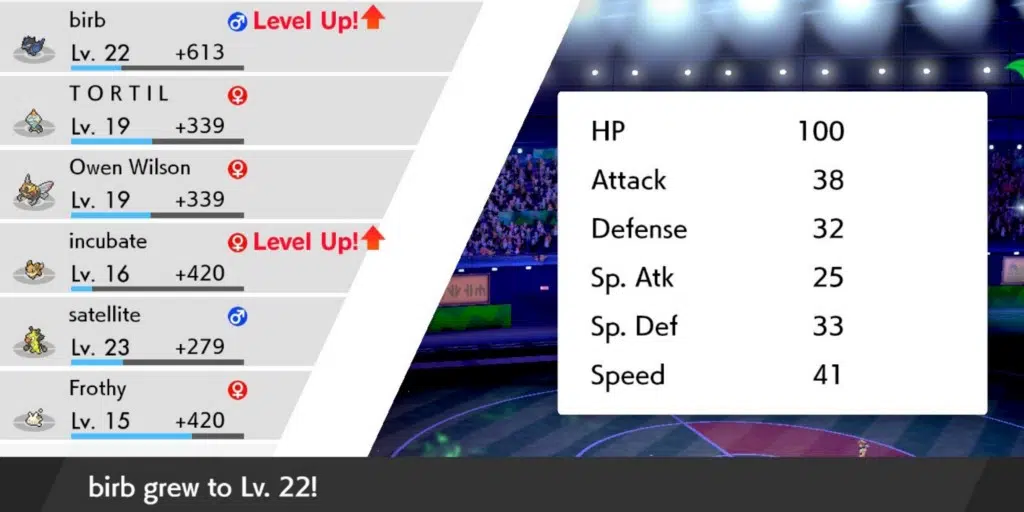 birb ♂ Level Up!
Lv. 22 +613
T O R T I L ♀
Lv. 19 +339
Owen Wilson ♀
Lv. 19 +339
incubate ♀ Level Up!
Lv. 16 +420
satellite ♂
Lv. 23 +279
Frothy ♀
Lv. 15 +420
HP 100
Attack 38
Defense 32
Sp. Atk 25
Sp. Def 33
Speed 41
birb grew to Lv. 22!